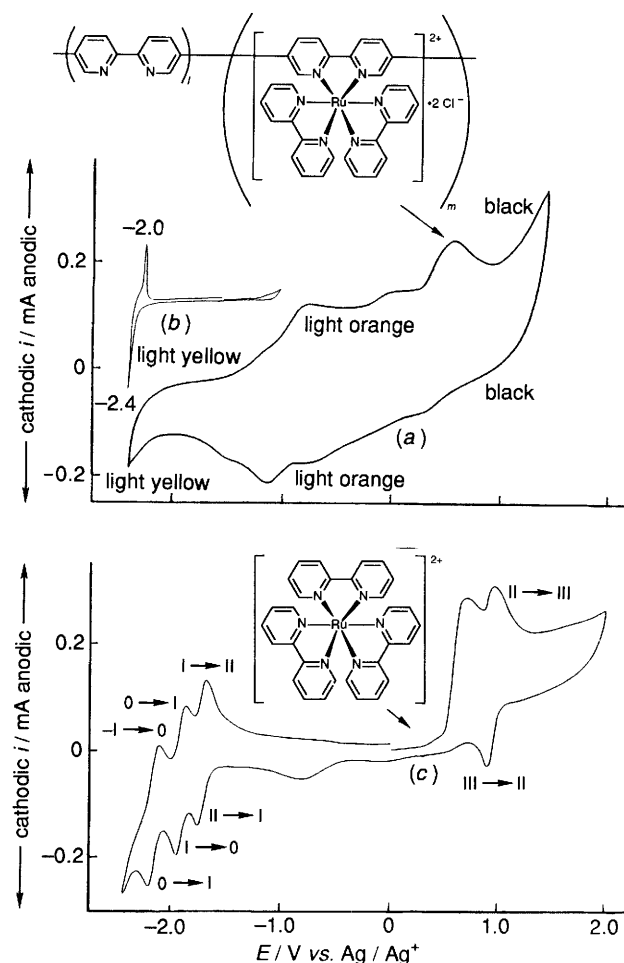 N N
l
2+
N N
N Ru N
N N
•2 Cl⁻
m
cathodic i / mA anodic
0.2
0
−0.2
−2.0
(b)
light yellow
−2.4
light yellow
light orange
light orange
black
black
(a)
2+
N N
N Ru N
N N
cathodic i / mA anodic
0.2
0
−0.2
I → II
0 → I
−I → 0
II → I
I → 0
0 → I
II → III
III → II
(c)
−2.0 −1.0 0 1.0 2.0
E / V vs. Ag / Ag⁺